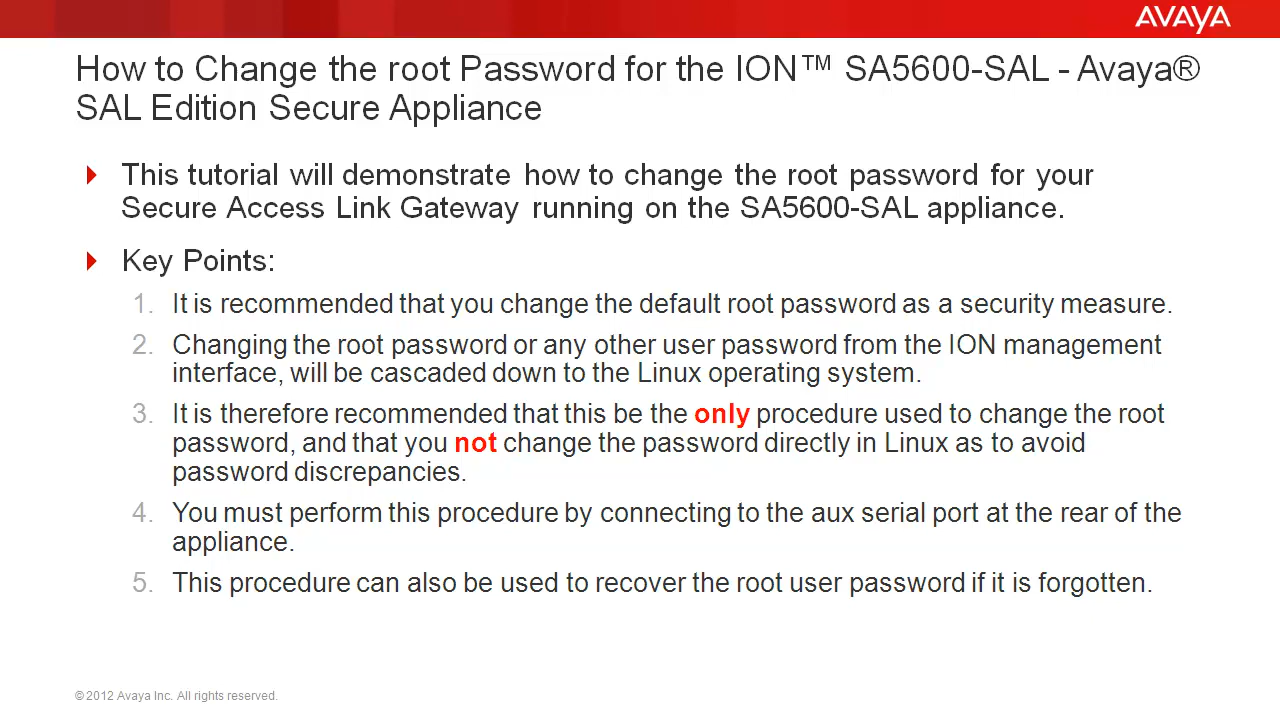 AVAYA
How to Change the root Password for the ION™ SA5600-SAL - Avaya®
SAL Edition Secure Appliance
This tutorial will demonstrate how to change the root password for your
Secure Access Link Gateway running on the SA5600-SAL appliance.
Key Points:
1. It is recommended that you change the default root password as a security measure.
2. Changing the root password or any other user password from the ION management
interface, will be cascaded down to the Linux operating system.
3. It is therefore recommended that this be the only procedure used to change the root
password, and that you not change the password directly in Linux as to avoid
password discrepancies.
4. You must perform this procedure by connecting to the aux serial port at the rear of the
appliance.
5. This procedure can also be used to recover the root user password if it is forgotten.
© 2012 Avaya Inc. All rights reserved.